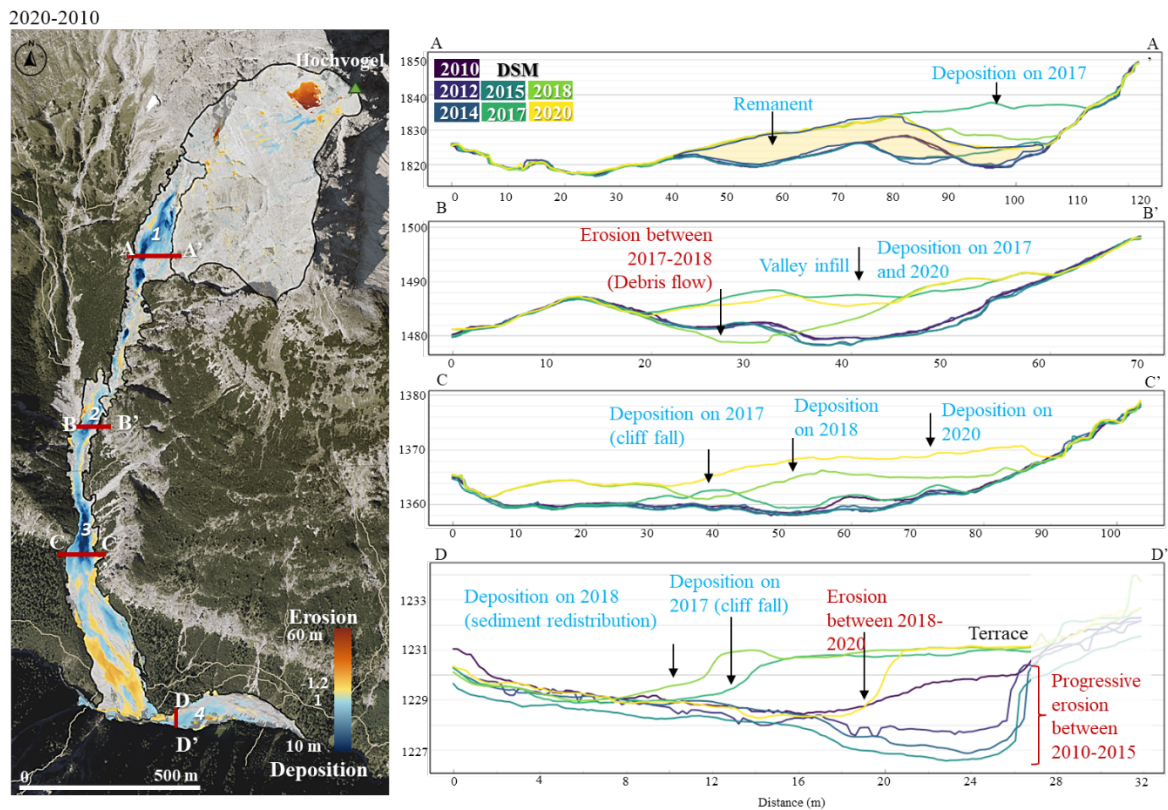 2020-2010
N
Hochvogel
1
A A'
2
B B'
3
C C'
D
4
D'
Erosion
60 m
1,2
1
10 m
Deposition
0 500 m
A A'
1850
1840
1830
1820
2010 DSM
2012 2015 2018
2014 2017 2020
Remanent
Deposition on 2017
0 10 20 30 40 50 60 70 80 90 100 110 120
B B'
1500
1490
1480
Erosion between
2017-2018
(Debris flow)
Valley infill
Deposition on 2017
and 2020
0 10 20 30 40 50 60 70
C C'
1380
1370
1360
Deposition on 2017
(cliff fall)
Deposition
on 2018
Deposition on
2020
0 10 20 30 40 50 60 70 80 90 100
D D'
1233
1231
1229
1227
Deposition on 2018
(sediment redistribution)
Deposition on
2017 (cliff fall)
Erosion
between 2018-
2020
Terrace
Progressive
erosion
between
2010-2015
0 4 8 12 16 20 24 28 32
Distance (m)